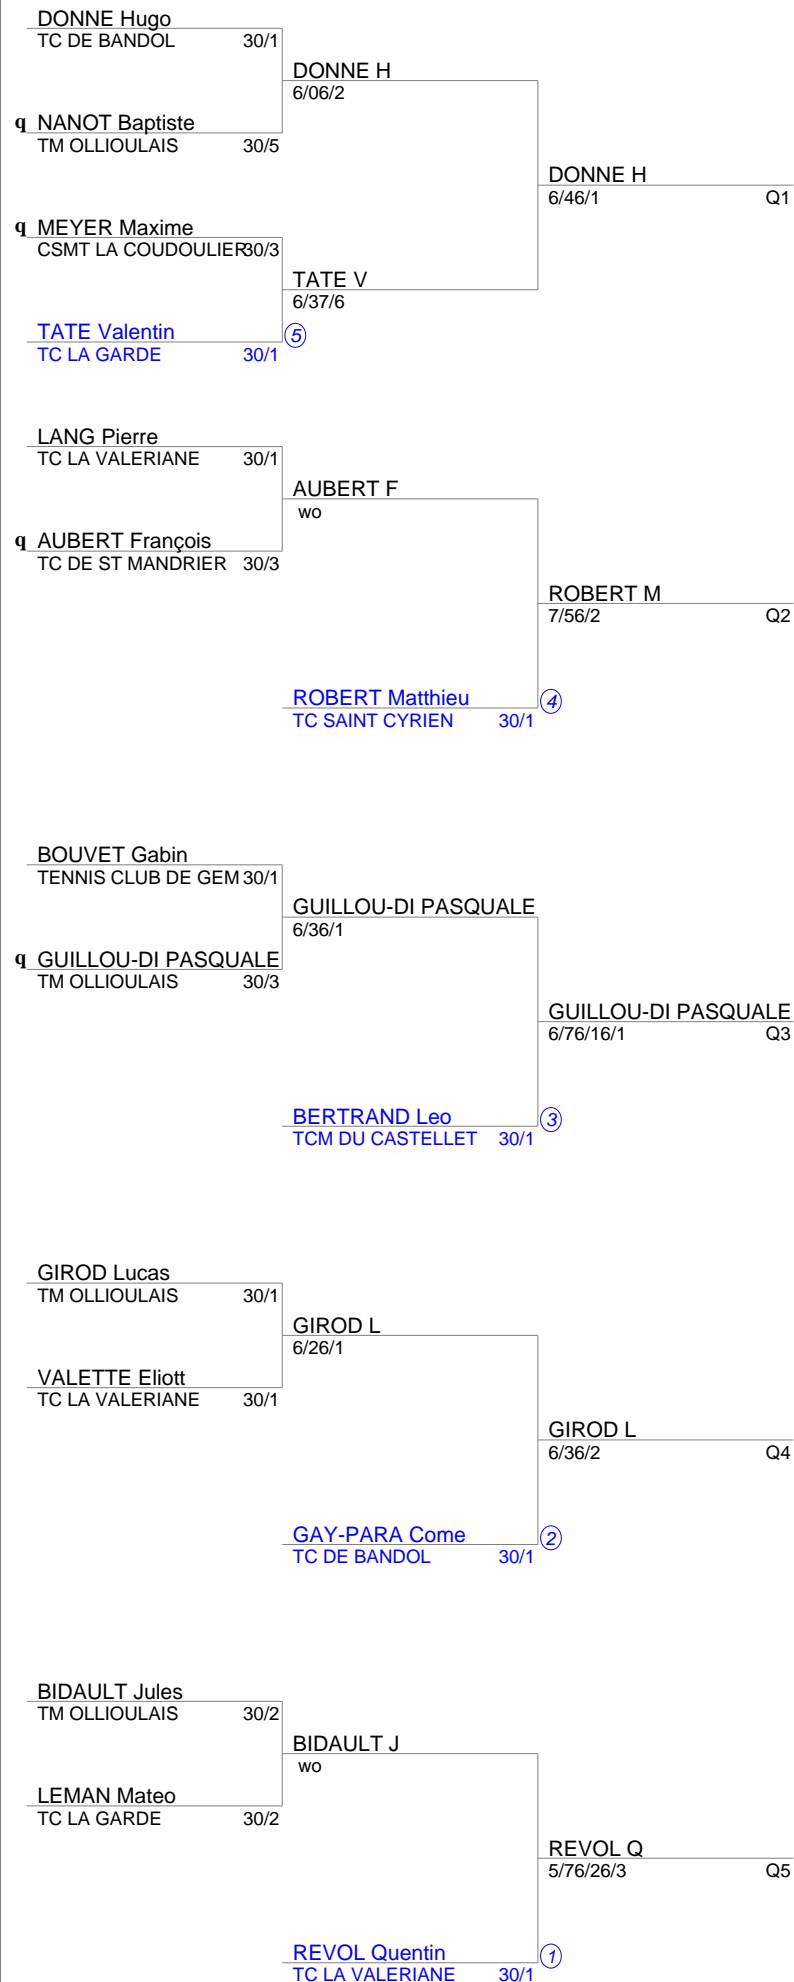 DONNE Hugo
TC DE BANDOL 30/1
DONNE H
6/06/2
q NANOT Baptiste
TM OLLIOULAIS 30/5
DONNE H
6/46/1 Q1
q MEYER Maxime
CSMT LA COUDOULIER30/3
TATE V
6/37/6
TATE Valentin 5
TC LA GARDE 30/1
LANG Pierre
TC LA VALERIANE 30/1
AUBERT F
wo
q AUBERT François
TC DE ST MANDRIER 30/3
ROBERT M
7/56/2 Q2
ROBERT Matthieu 4
TC SAINT CYRIEN 30/1
BOUVET Gabin
TENNIS CLUB DE GEM 30/1
GUILLOU-DI PASQUALE
6/36/1
q GUILLOU-DI PASQUALE
TM OLLIOULAIS 30/3
GUILLOU-DI PASQUALE
6/76/16/1 Q3
BERTRAND Leo 3
TCM DU CASTELLET 30/1
GIROD Lucas
TM OLLIOULAIS 30/1
GIROD L
6/26/1
VALETTE Eliott
TC LA VALERIANE 30/1
GIROD L
6/36/2 Q4
GAY-PARA Come 2
TC DE BANDOL 30/1
BIDAULT Jules
TM OLLIOULAIS 30/2
BIDAULT J
wo
LEMAN Mateo
TC LA GARDE 30/2
REVOL Q
5/76/26/3 Q5
REVOL Quentin 1
TC LA VALERIANE 30/1